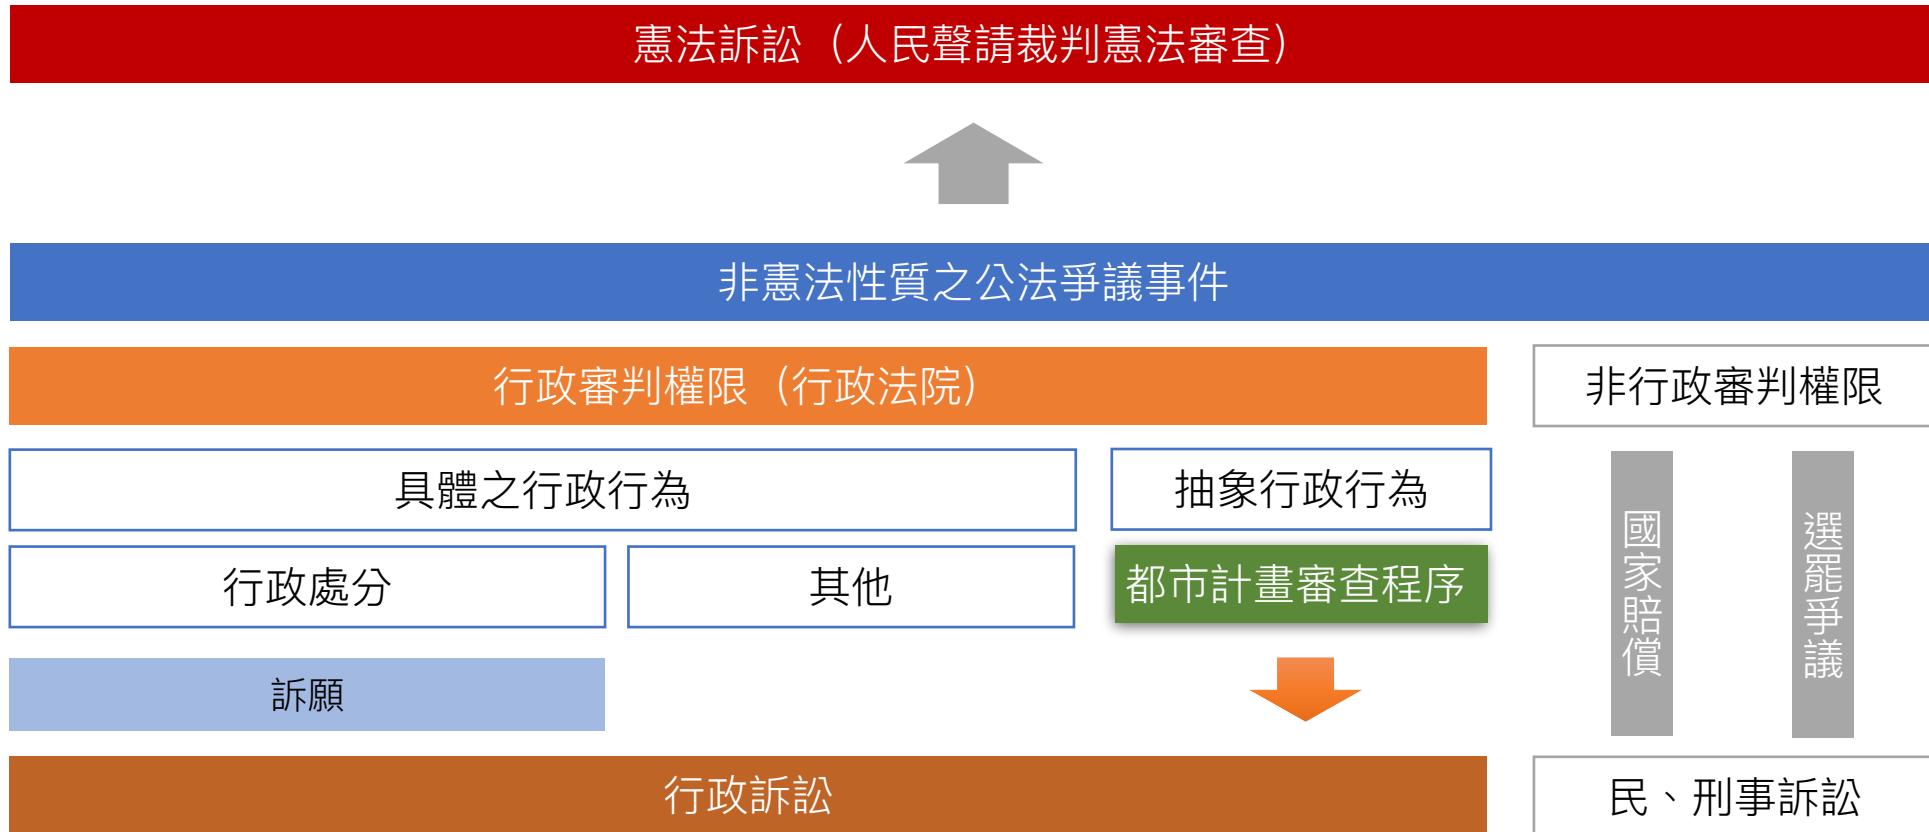 憲法訴訟（人民聲請裁判憲法審查）
非憲法性質之公法爭議事件
行政審判權限（行政法院）
非行政審判權限
具體之行政行為
抽象行政行為
行政處分
其他
都市計畫審查程序
國家賠償
選罷爭議
訴願
行政訴訟
民、刑事訴訟